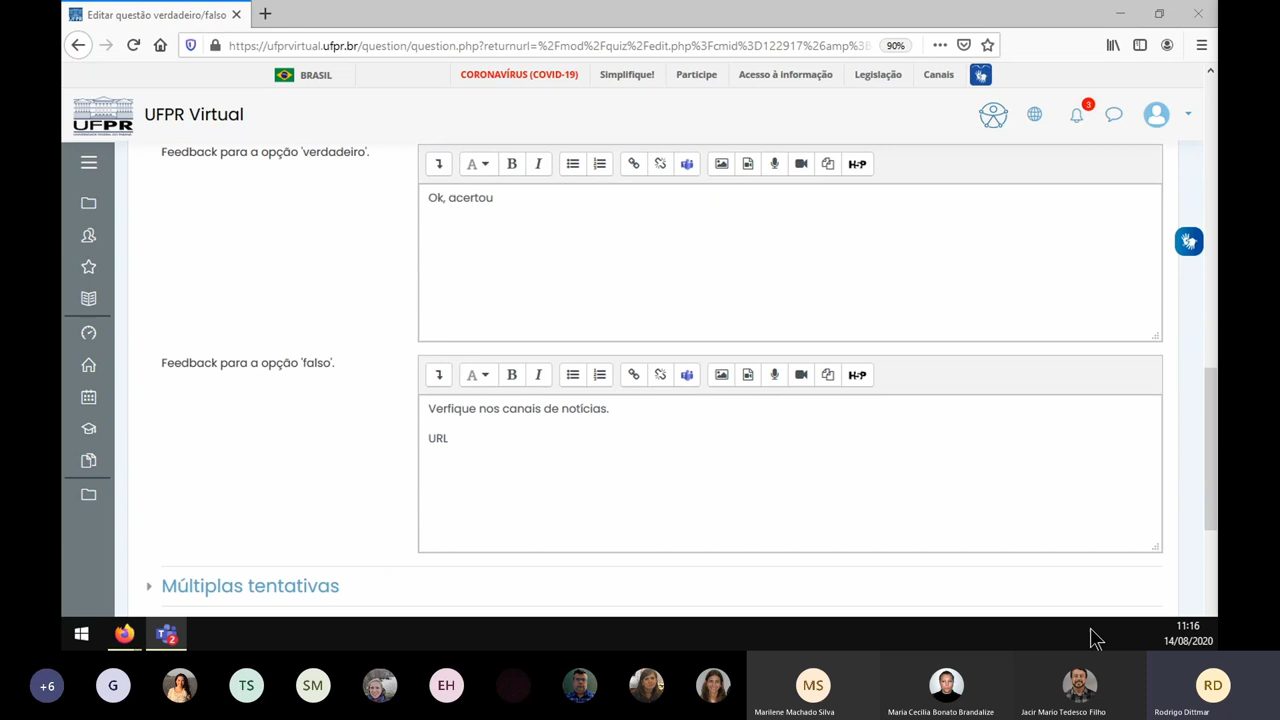 Editar questão verdadeiro/falso
https://ufprvirtual.ufpr.br/question/question.php?returnurl=%2Fmod%2Fquiz%2Fedit.php%3Fcmid%3D122917%26amp%3B
90%
BRASIL
CORONAVÍRUS (COVID-19)
Simplifique!
Participe
Acesso à informação
Legislação
Canais
UFPR
UFPR Virtual
3
Feedback para a opção 'verdadeiro'.
A B I H-P
Ok, acertou
Feedback para a opção 'falso'.
A B I H-P
Verfique nos canais de notícias.
URL
Múltiplas tentativas
2
11:16
14/08/2020
+6
G
TS
SM
EH
MS
RD
Marilene Machado Silva
Maria Cecilia Bonato Brandalize
Jacir Mario Tedesco Filho
Rodrigo Dittmar